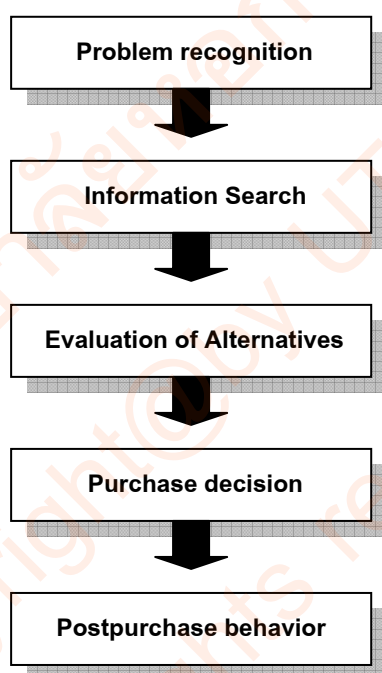 Problem recognition
Information Search
Evaluation of Alternatives
Purchase decision
Postpurchase behavior